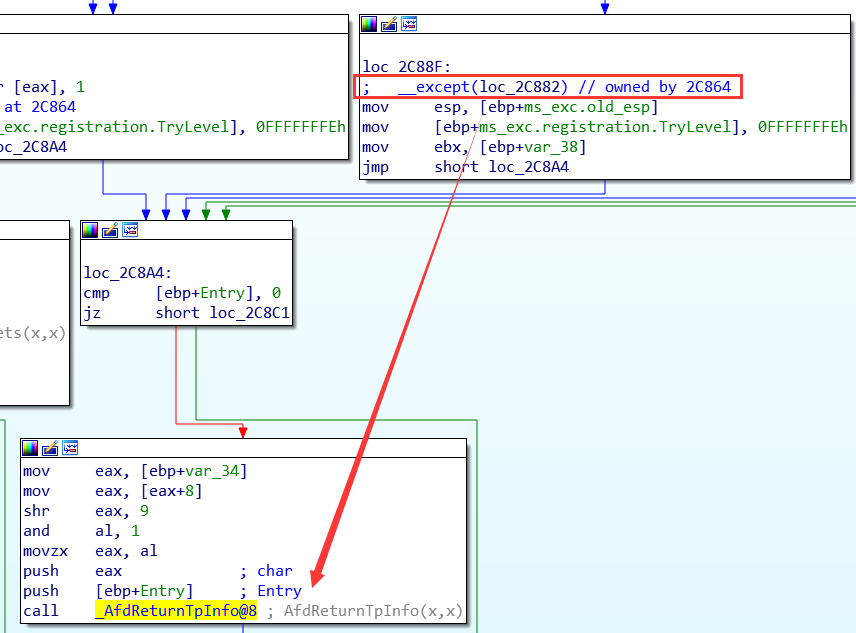 r [eax], 1
at 2C864
_exc.registration.TryLevel], 0FFFFFFFEh
oc_2C8A4
loc_2C88F:
;   __except(loc_2C882) // owned by 2C864
mov     esp, [ebp+ms_exc.old_esp]
mov     [ebp+ms_exc.registration.TryLevel], 0FFFFFFFEh
mov     ebx, [ebp+var_38]
jmp     short loc_2C8A4
loc_2C8A4:
cmp     [ebp+Entry], 0
jz      short loc_2C8C1
ets(x,x)
mov     eax, [ebp+var_34]
mov     eax, [eax+8]
shr     eax, 9
and     al, 1
movzx   eax, al
push    eax             ; char
push    [ebp+Entry]     ; Entry
call    _AfdReturnTpInfo@8 ; AfdReturnTpInfo(x,x)